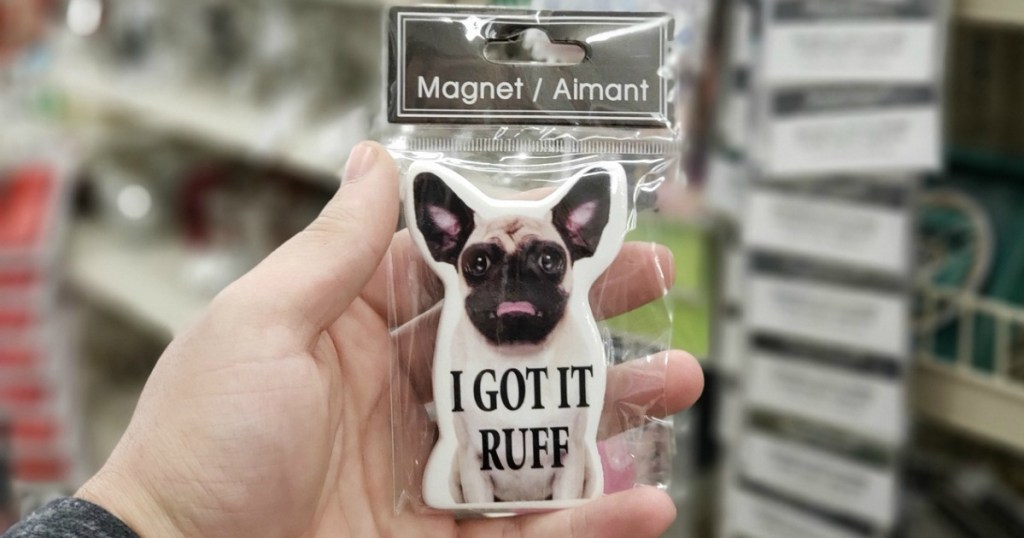 Magnet / Aimant
I GOT IT
RUFF